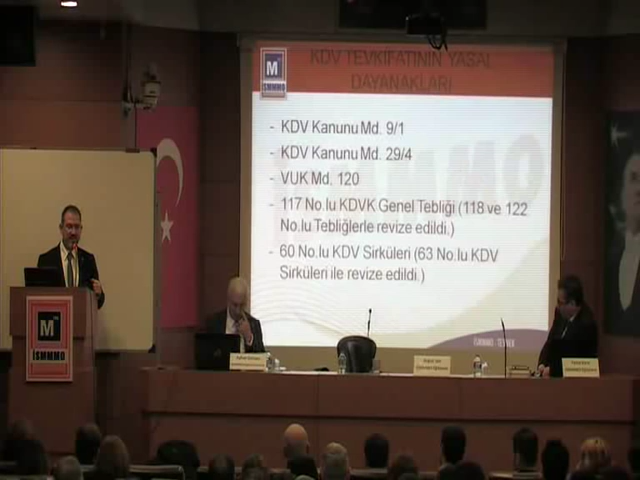 KDV TEVKİFATININ YASAL
DAYANAKLARI
M
İSMMMO
- KDV Kanunu Md. 9/1
- KDV Kanunu Md. 29/4
- VUK Md. 120
- 117 No.lu KDVK Genel Tebliği (118 ve 122
No.lu Tebliğlerle revize edildi.)
- 60 No.lu KDV Sirküleri (63 No.lu KDV
Sirküleri ile revize edildi.)
M
İSMMMO